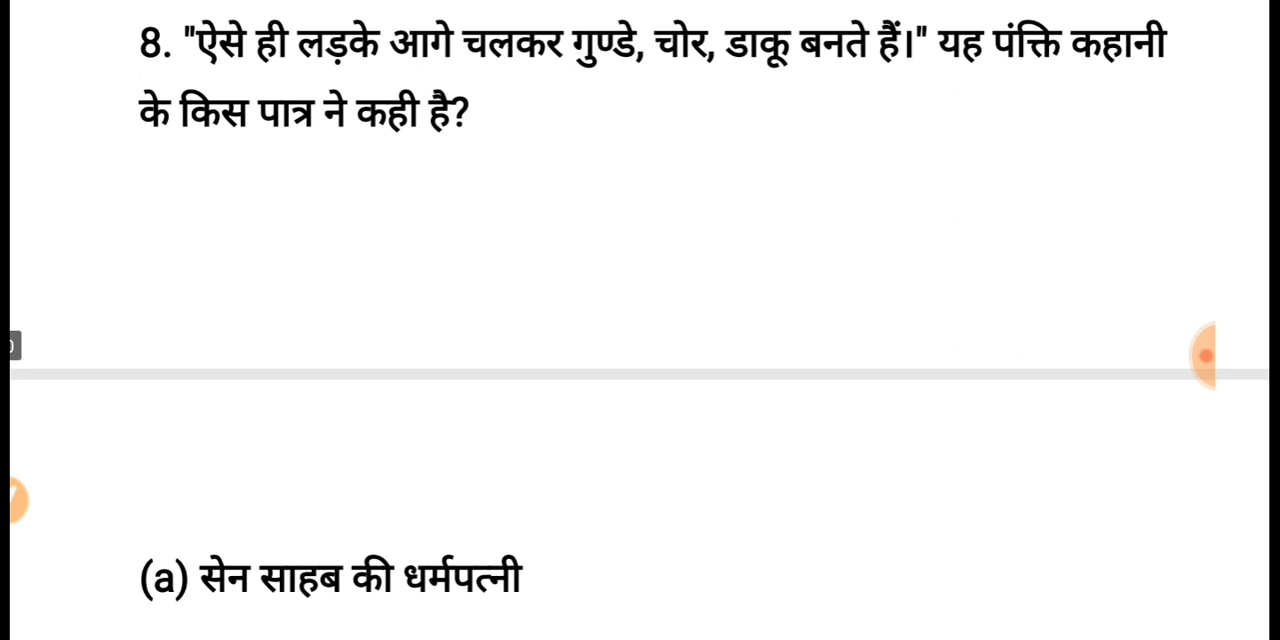 8. "ऐसे ही लड़के आगे चलकर गुण्डे, चोर, डाकू बनते हैं।" यह पंक्ति कहानी
के किस पात्र ने कही है?
(a) सेन साहब की धर्मपत्नी